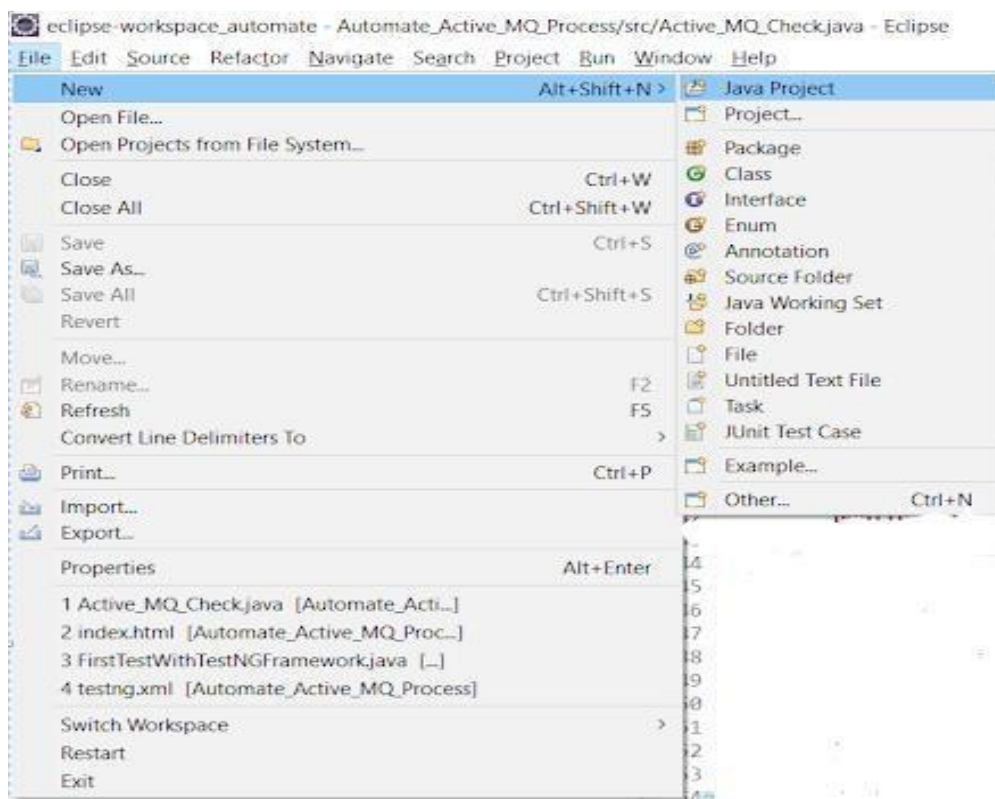 eclipse-workspace_automate - Automate_Active_MQ_Process/src/Active_MQ_Check.java - Eclipse
File Edit Source Refactor Navigate Search Project Run Window Help
New Alt+Shift+N >
Open File...
Open Projects from File System...
Close Ctrl+W
Close All Ctrl+Shift+W
Save Ctrl+S
Save As...
Save All Ctrl+Shift+S
Revert
Move...
Rename... F2
Refresh F5
Convert Line Delimiters To >
Print... Ctrl+P
Import...
Export...
Properties Alt+Enter
1 Active_MQ_Check.java [Automate_Acti...]
2 index.html [Automate_Active_MQ_Proc...]
3 FirstTestWithTestNGFramework.java [...]
4 testng.xml [Automate_Active_MQ_Process]
Switch Workspace >
Restart
Exit
Java Project
Project...
Package
Class
Interface
Enum
Annotation
Source Folder
Java Working Set
Folder
File
Untitled Text File
Task
JUnit Test Case
Example...
Other... Ctrl+N